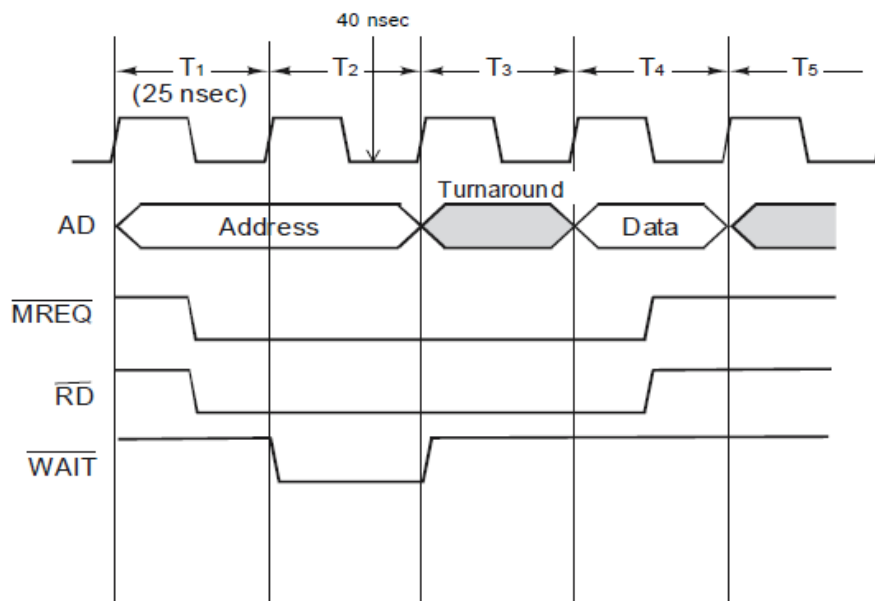 40 nsec
T1 T2 T3 T4 T5
(25 nsec)
Turnaround
AD Address Data
MREQ
RD
WAIT